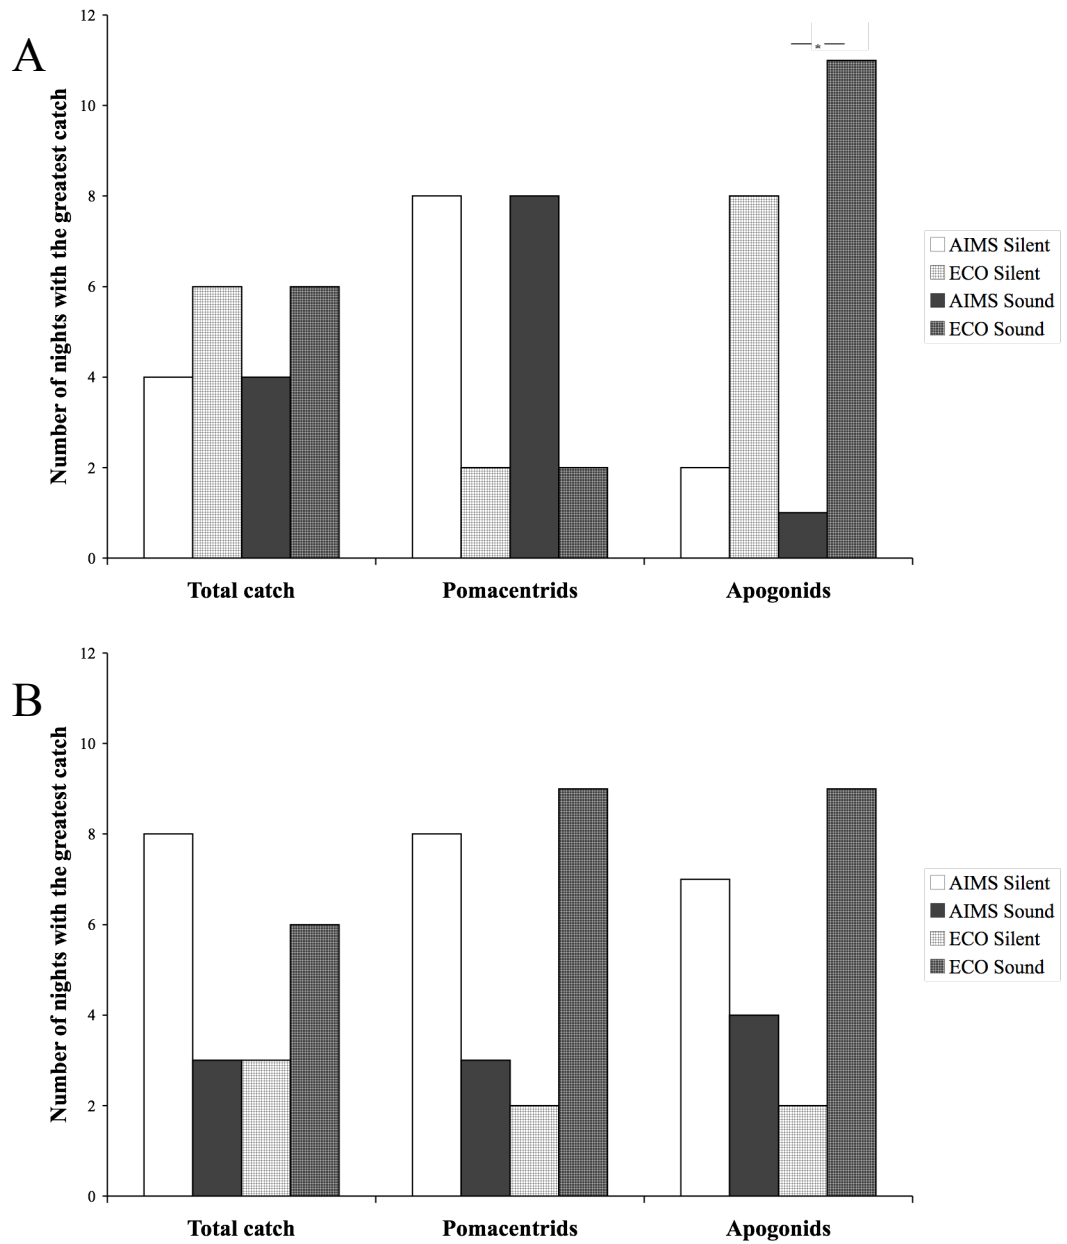 A
Number of nights with the greatest catch
12
10
8
6
4
2
0
*
Total catch
Pomacentrids
Apogonids
AIMS Silent
ECO Silent
AIMS Sound
ECO Sound
B
Number of nights with the greatest catch
12
10
8
6
4
2
0
Total catch
Pomacentrids
Apogonids
AIMS Silent
AIMS Sound
ECO Silent
ECO Sound